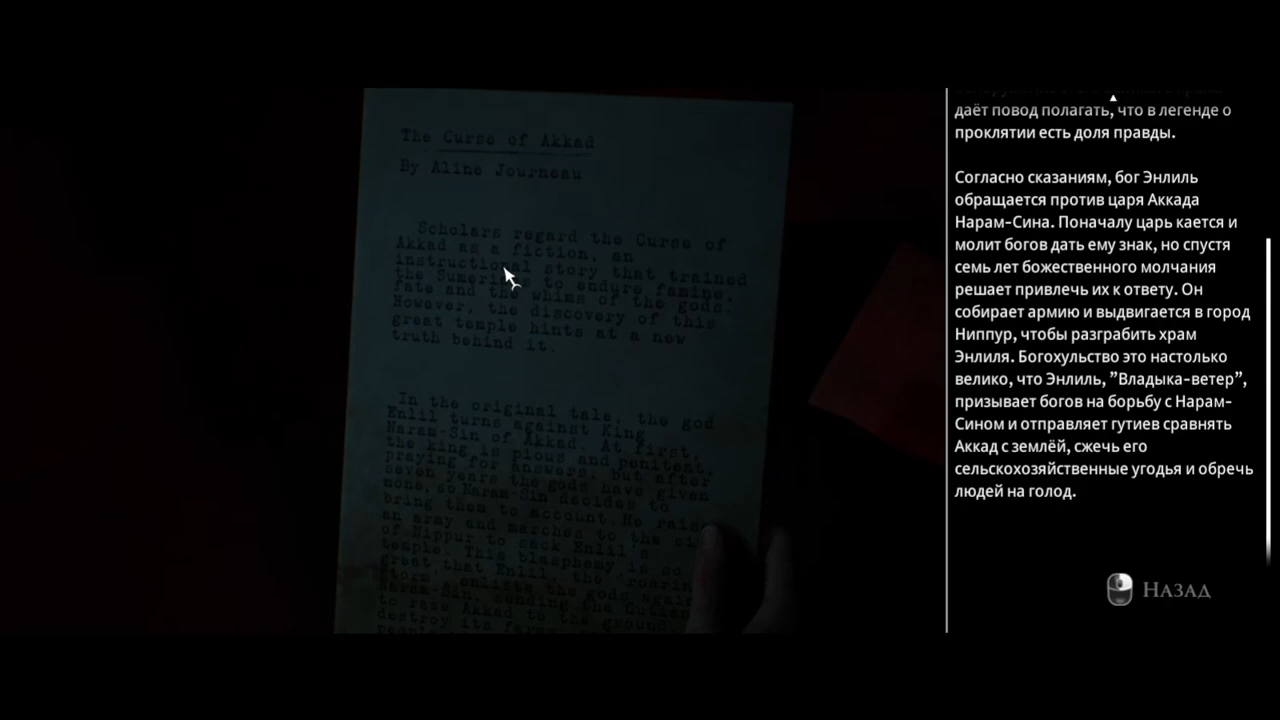 The Curse of Akkad
By Aline Journeau
Scholars regard the Curse of
Akkad as a fiction, an
instructional story that trained
the Sumerians to endure famine,
fate and the whims of the gods.
However, the discovery of this
great temple hints at a new
truth behind it.
In the original tale, the god
Enlil turns against King
Naram-Sin of Akkad. At first,
the king is pious and penitent,
praying for answers, but after
seven years the gods have given
none, so Naram-Sin decides to
bring them to account. He raises
an army and marches to the
of Nippur to sack Enlil's
temple. This blasphemy is so
great that Enlil, the roaring
storm, enlists the gods
Naram-Sin, sending the
to raze Akkad to the ground,
destroy its
даёт повод полагать, что в легенде о
проклятии есть доля правды.
Согласно сказаниям, бог Энлиль
обращается против царя Аккада
Нарам-Сина. Поначалу царь кается и
молит богов дать ему знак, но спустя
семь лет божественного молчания
решает привлечь их к ответу. Он
собирает армию и выдвигается в город
Ниппур, чтобы разграбить храм
Энлиля. Богохульство это настолько
велико, что Энлиль, ”Владыка-ветер”,
призывает богов на борьбу с Нарам-
Сином и отправляет гутиев сравнять
Аккад с землёй, сжечь его
сельскохозяйственные угодья и обречь
людей на голод.
Назад